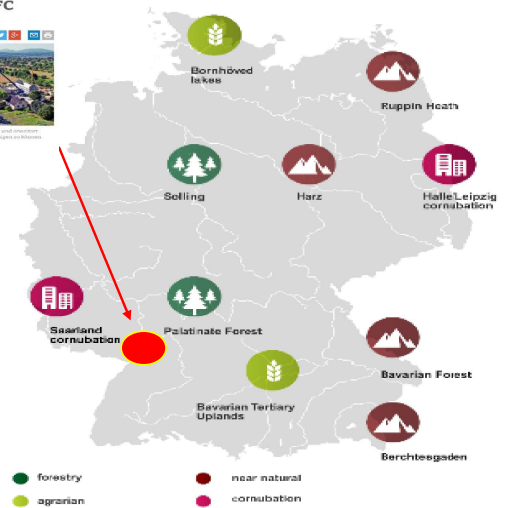 FC
Bornhöved
lakes
Ruppin Heath
Solling
Harz
Halle/Leipzig
cornubation
Saarland
cornubation
Palatinate Forest
Bavarian Forest
Bavarian Tertiary
Uplands
Berchtesgaden
forestry
near natural
agrarian
cornubation